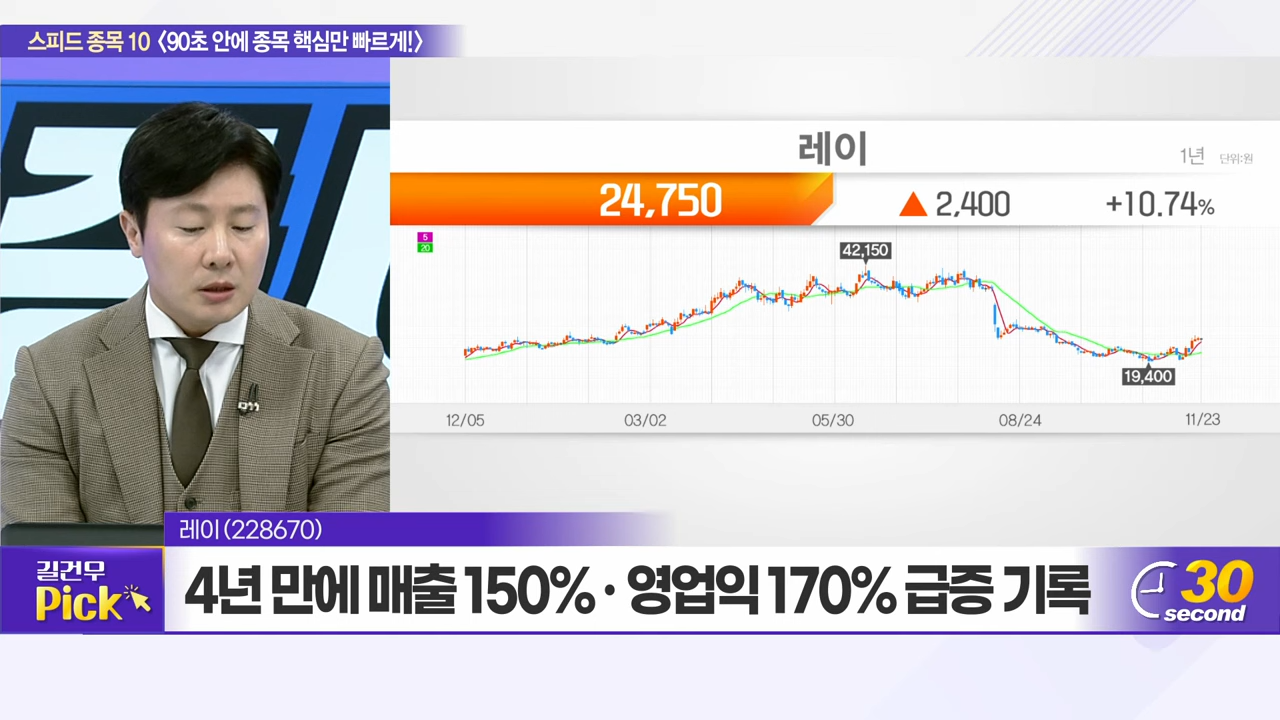 스피드 종목 10 〈90초 안에 종목 핵심만 빠르게!〉
레이
1년 단위:원
24,750 ▲ 2,400 +10.74%
5
20
42,150
19,400
12/05 03/02 05/30 08/24 11/23
레이(228670)
길건무
Pick
4년 만에 매출 150%·영업익 170% 급증 기록
30
second